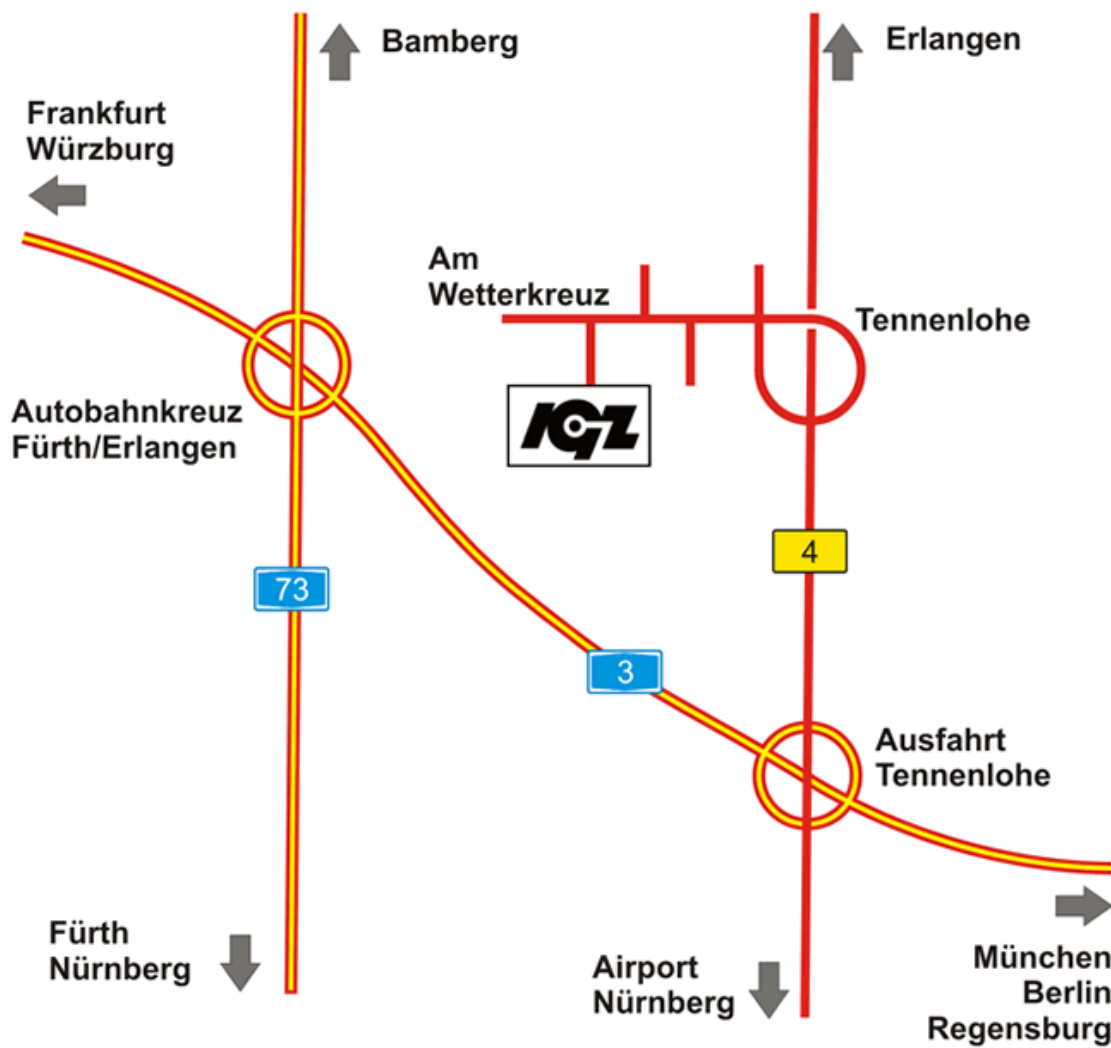 Bamberg
Erlangen
Frankfurt
Würzburg
Am
Wetterkreuz
Tennenlohe
Autobahnkreuz
Fürth/Erlangen
IGZ
4
73
3
Ausfahrt
Tennenlohe
Fürth
Nürnberg
Airport
Nürnberg
München
Berlin
Regensburg